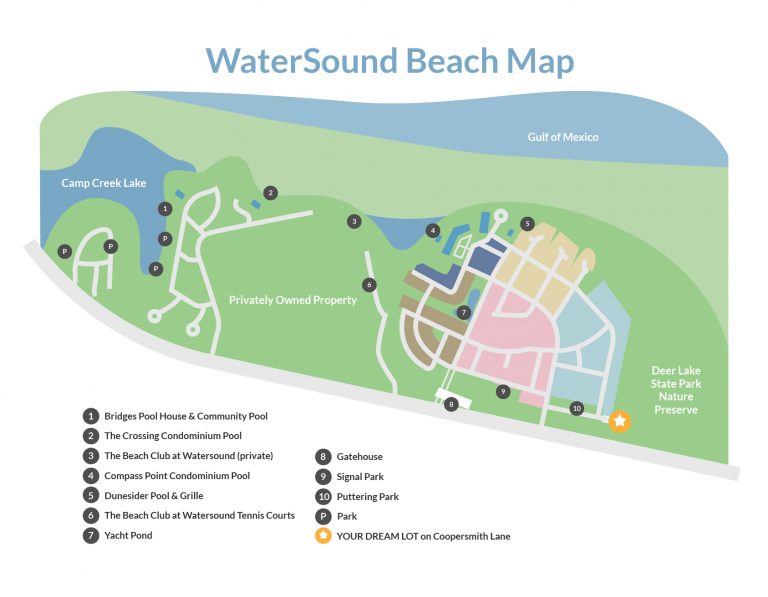 WaterSound Beach Map
Gulf of Mexico
Camp Creek Lake
1
2
3
4
5
P
P
P
P
6
7
Privately Owned Property
Deer Lake
State Park
Nature
Preserve
8
9
10
1 Bridges Pool House & Community Pool
2 The Crossing Condominium Pool
3 The Beach Club at Watersound (private)
4 Compass Point Condominium Pool
5 Dunesider Pool & Grille
6 The Beach Club at Watersound Tennis Courts
7 Yacht Pond
8 Gatehouse
9 Signal Park
10 Puttering Park
P Park
YOUR DREAM LOT on Coopersmith Lane